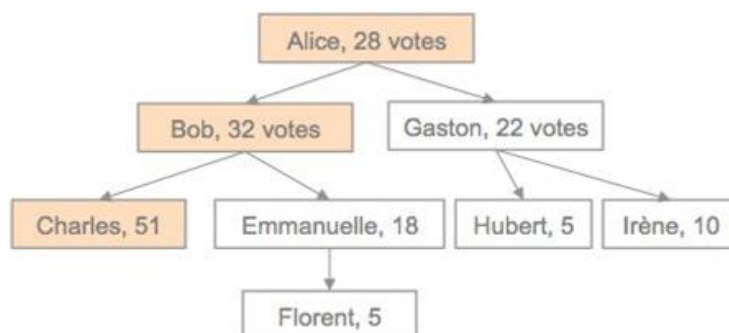 Alice, 28 votes
Bob, 32 votes
Gaston, 22 votes
Charles, 51
Emmanuelle, 18
Hubert, 5
Irène, 10
Florent, 5